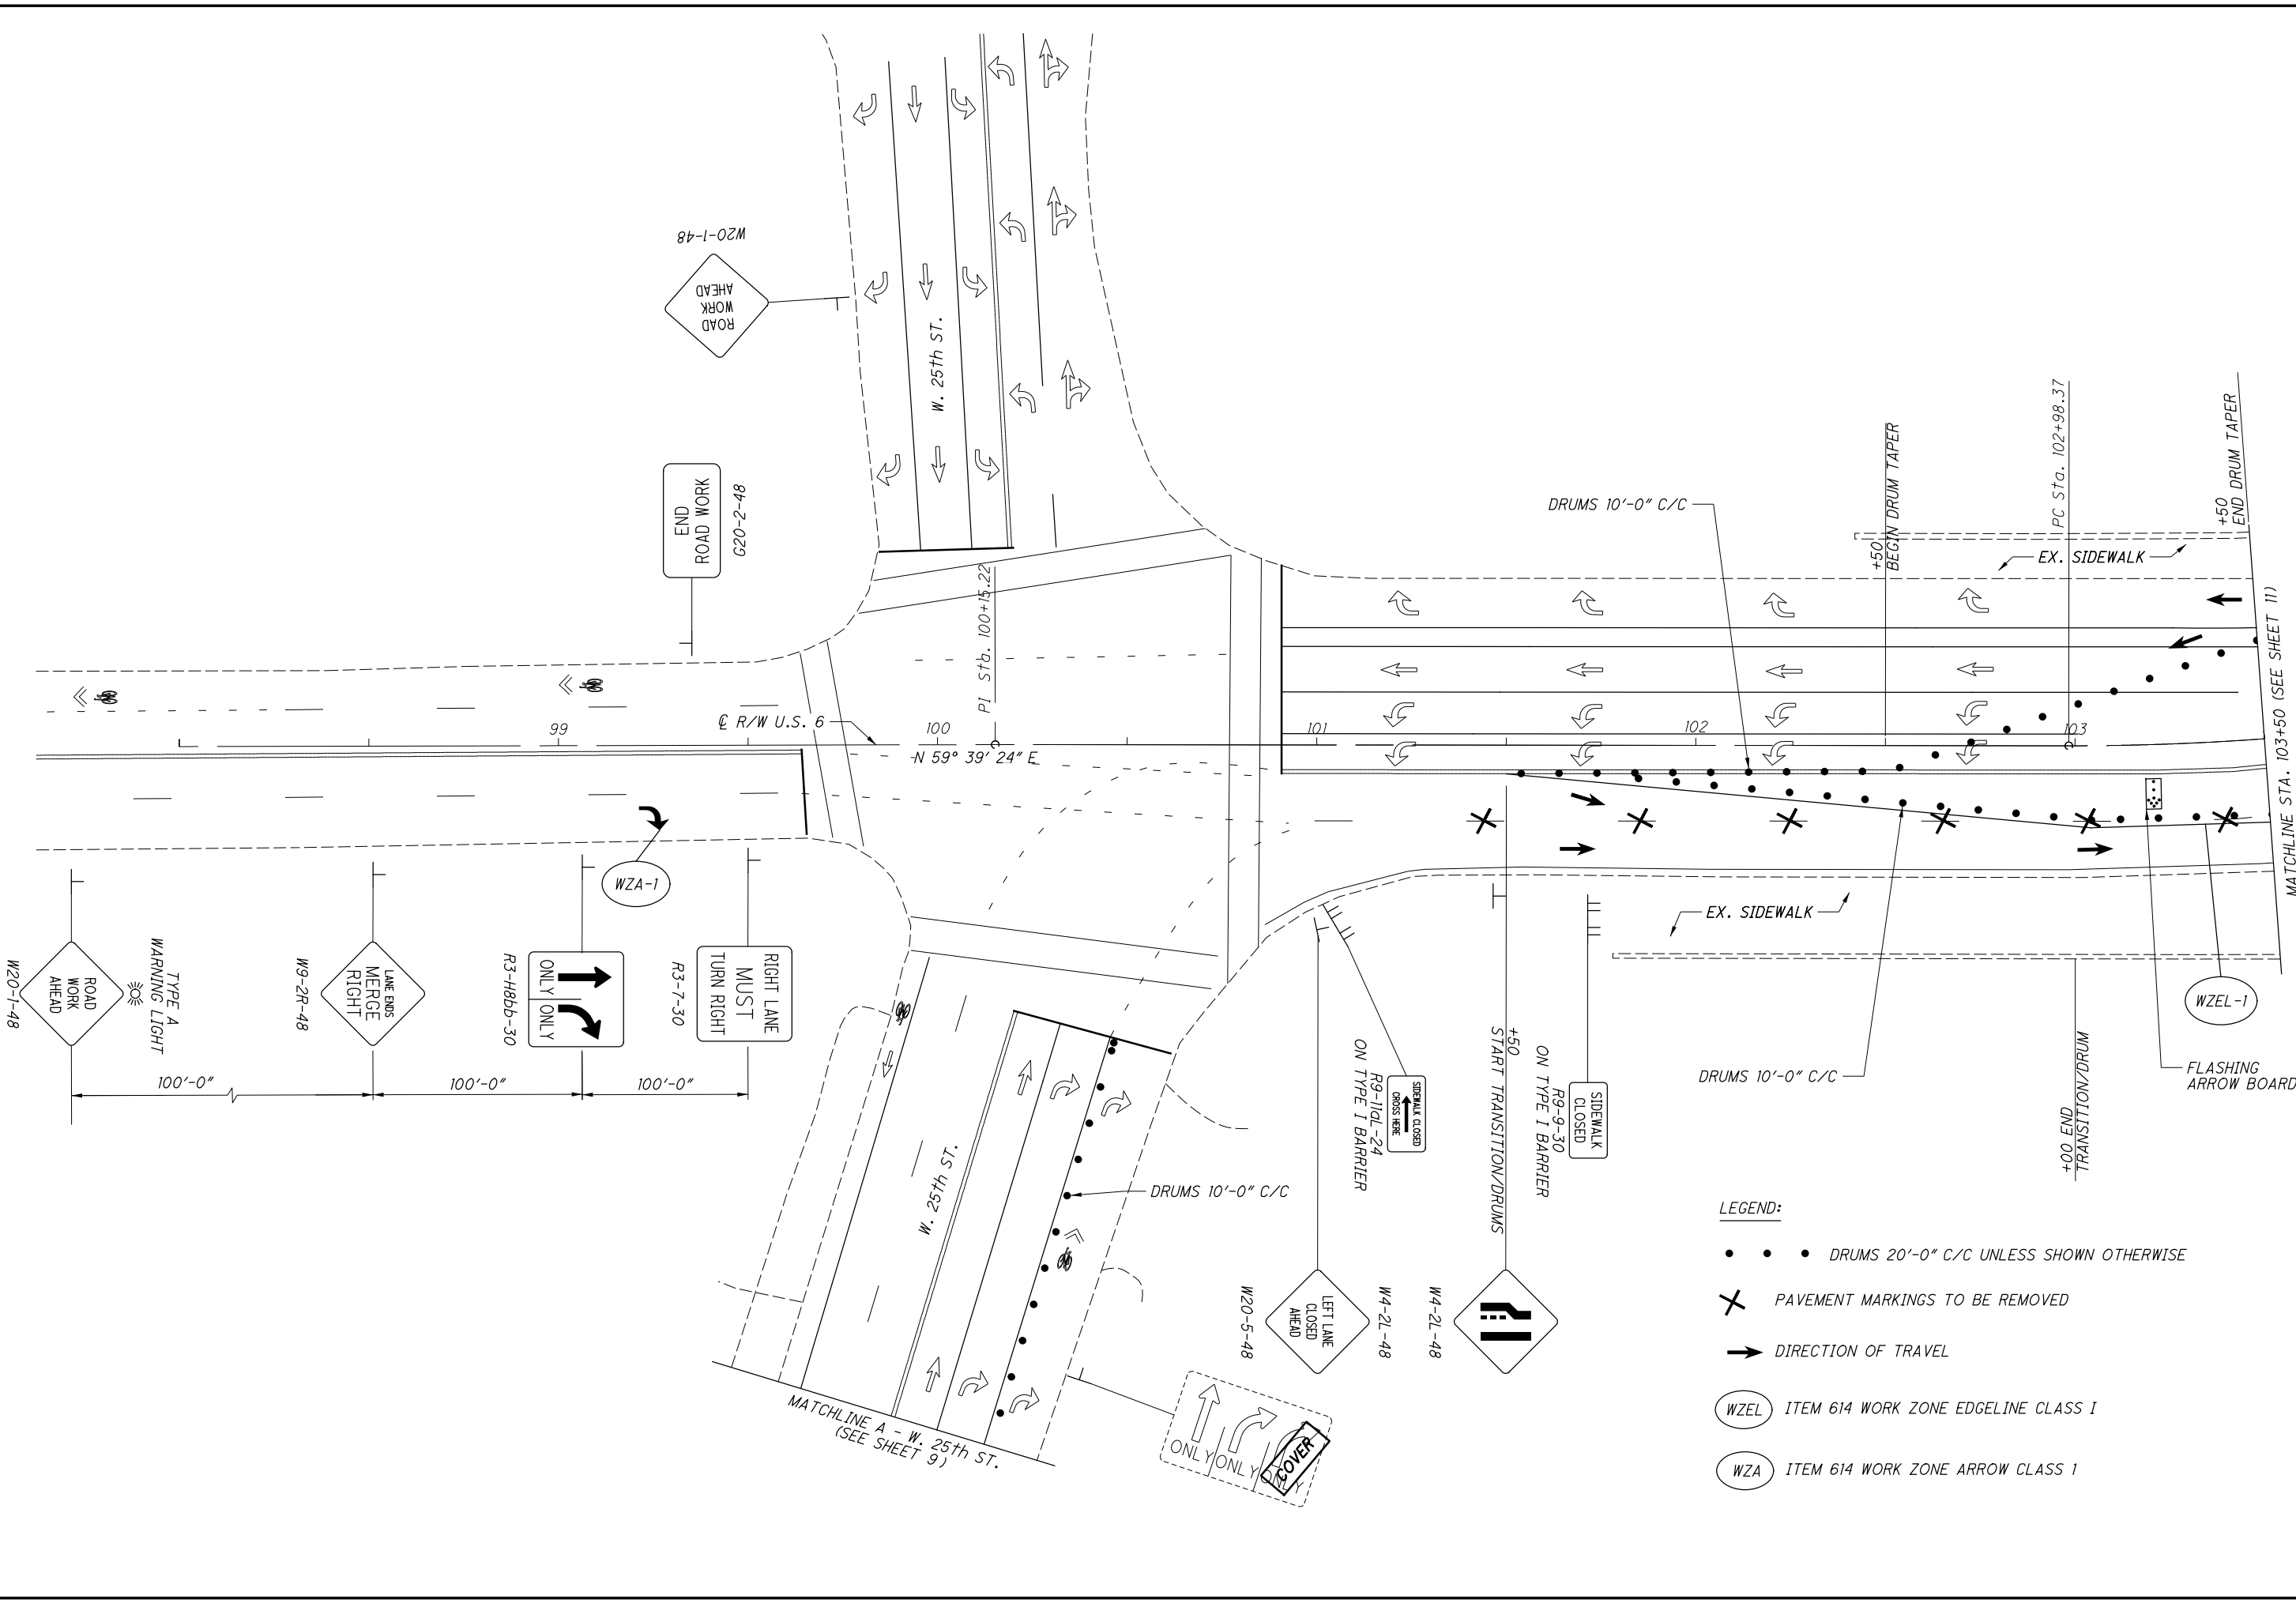 W20-1-48
ROAD
WORK
AHEAD
W. 25th ST.
END
ROAD WORK
G20-2-48
PI Sta. 100+15.22
℄ R/W U.S. 6
99
100
101
102
103
N 59° 39' 24" E
DRUMS 10'-0" C/C
+50
BEGIN DRUM TAPER
PC Sta. 102+98.37
+50
END DRUM TAPER
EX. SIDEWALK
MATCHLINE STA. 103+50 (SEE SHEET 11)
WZA-1
W20-1-48
ROAD
WORK
AHEAD
TYPE A
WARNING LIGHT
W9-2R-48
LANE ENDS
MERGE
RIGHT
R3-H8bb-30
ONLY
ONLY
R3-7-30
RIGHT LANE
MUST
TURN RIGHT
100'-0"
100'-0"
100'-0"
W. 25th ST.
DRUMS 10'-0" C/C
MATCHLINE A - W. 25th ST.
(SEE SHEET 9)
ONLY
ONLY
ONLY
COVER
SIDEWALK CLOSED
CROSS HERE
R9-11aL-24
ON TYPE I BARRIER
W20-5-48
LEFT LANE
CLOSED
AHEAD
W4-2L-48
W4-2L-48
+50
START TRANSITION/DRUMS
SIDEWALK
CLOSED
R9-9-30
ON TYPE I BARRIER
EX. SIDEWALK
DRUMS 10'-0" C/C
+00 END
TRANSITION/DRUM
WZEL-1
FLASHING
ARROW BOARD
LEGEND:
DRUMS 20'-0" C/C UNLESS SHOWN OTHERWISE
PAVEMENT MARKINGS TO BE REMOVED
DIRECTION OF TRAVEL
WZEL ITEM 614 WORK ZONE EDGELINE CLASS I
WZA ITEM 614 WORK ZONE ARROW CLASS 1